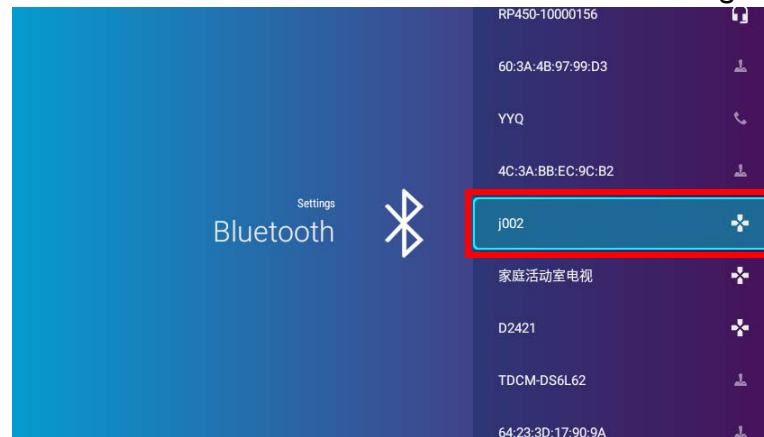 Settings
Bluetooth
RP450-10000156
60:3A:4B:97:99:D3
YYQ
4C:3A:BB:EC:9C:B2
j002
家庭活动室电视
D2421
TDCM-DS6L62
64:23:3D:17:90:9A